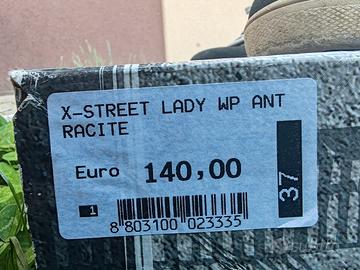 X-STREET LADY WP ANT
RACITE
Euro 140,00
37
1
8 803100 023335